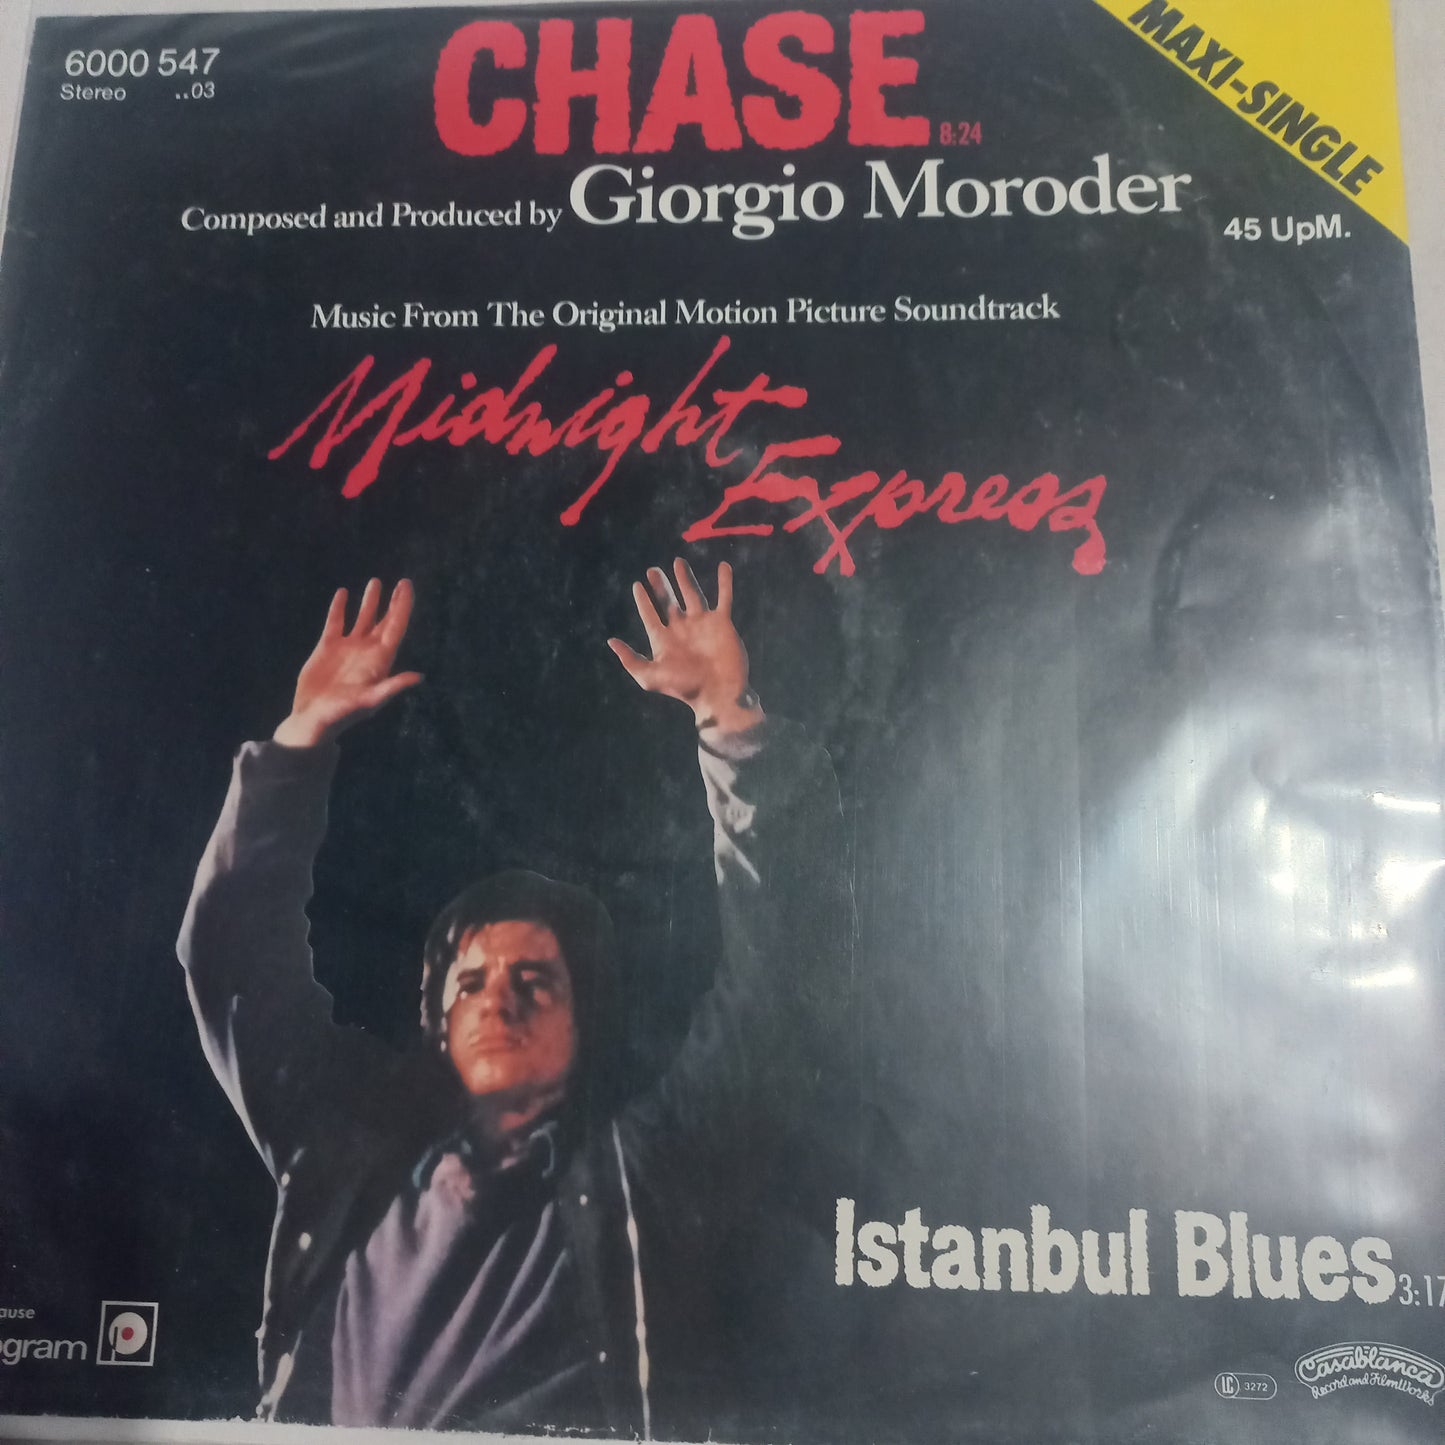 6000 547
Stereo ..03
CHASE 8:24
MAXI-SINGLE
Composed and Produced by Giorgio Moroder
45 UpM.
Music From The Original Motion Picture Soundtrack
Midnight
Express
Istanbul Blues 3:17
ause
gram
LC 3272
Casablanca
Record and FilmWorks